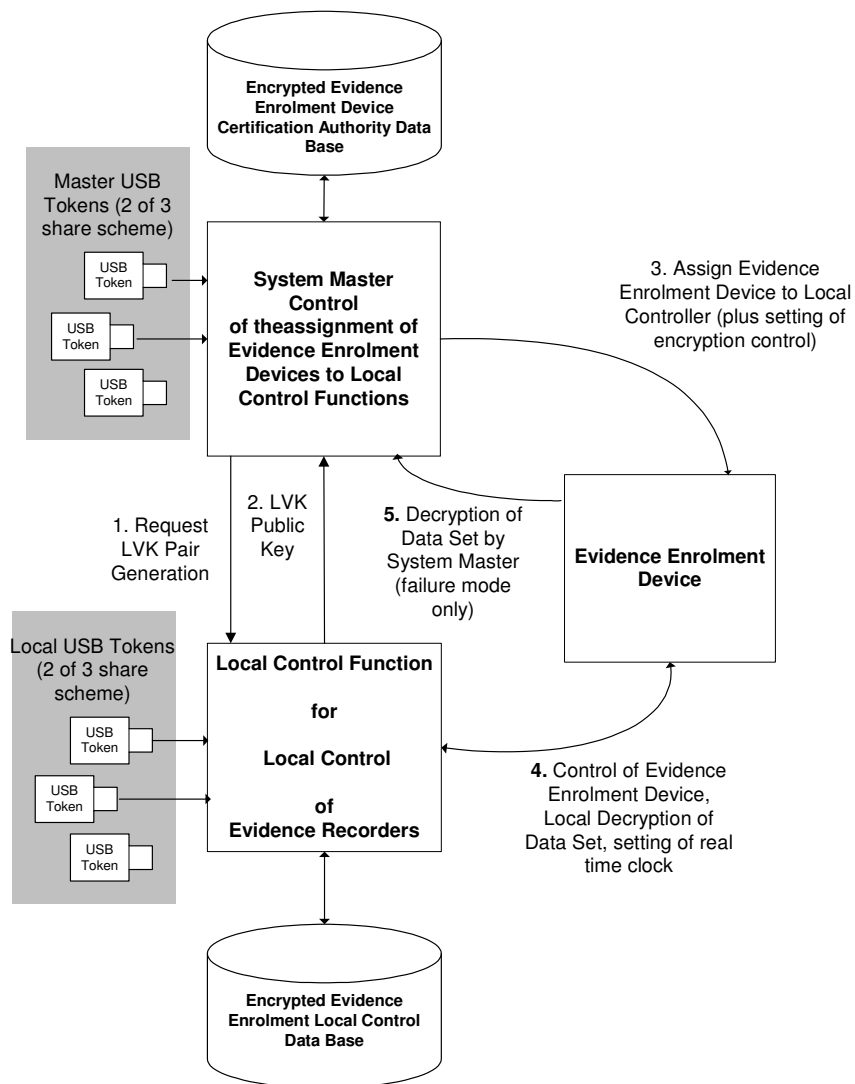 Encrypted Evidence
Enrolment Device
Certification Authority Data
Base
Master USB
Tokens (2 of 3
share scheme)
USB
Token
USB
Token
USB
Token
System Master
Control
of theassignment of
Evidence Enrolment
Devices to Local
Control Functions
3. Assign Evidence
Enrolment Device to Local
Controller (plus setting of
encryption control)
1. Request
LVK Pair
Generation
2. LVK
Public
Key
5. Decryption of
Data Set by
System Master
(failure mode
only)
Evidence Enrolment
Device
Local USB Tokens
(2 of 3 share
scheme)
USB
Token
USB
Token
USB
Token
Local Control Function
for
Local Control
of
Evidence Recorders
4. Control of Evidence
Enrolment Device,
Local Decryption of
Data Set, setting of real
time clock
Encrypted Evidence
Enrolment Local Control
Data Base